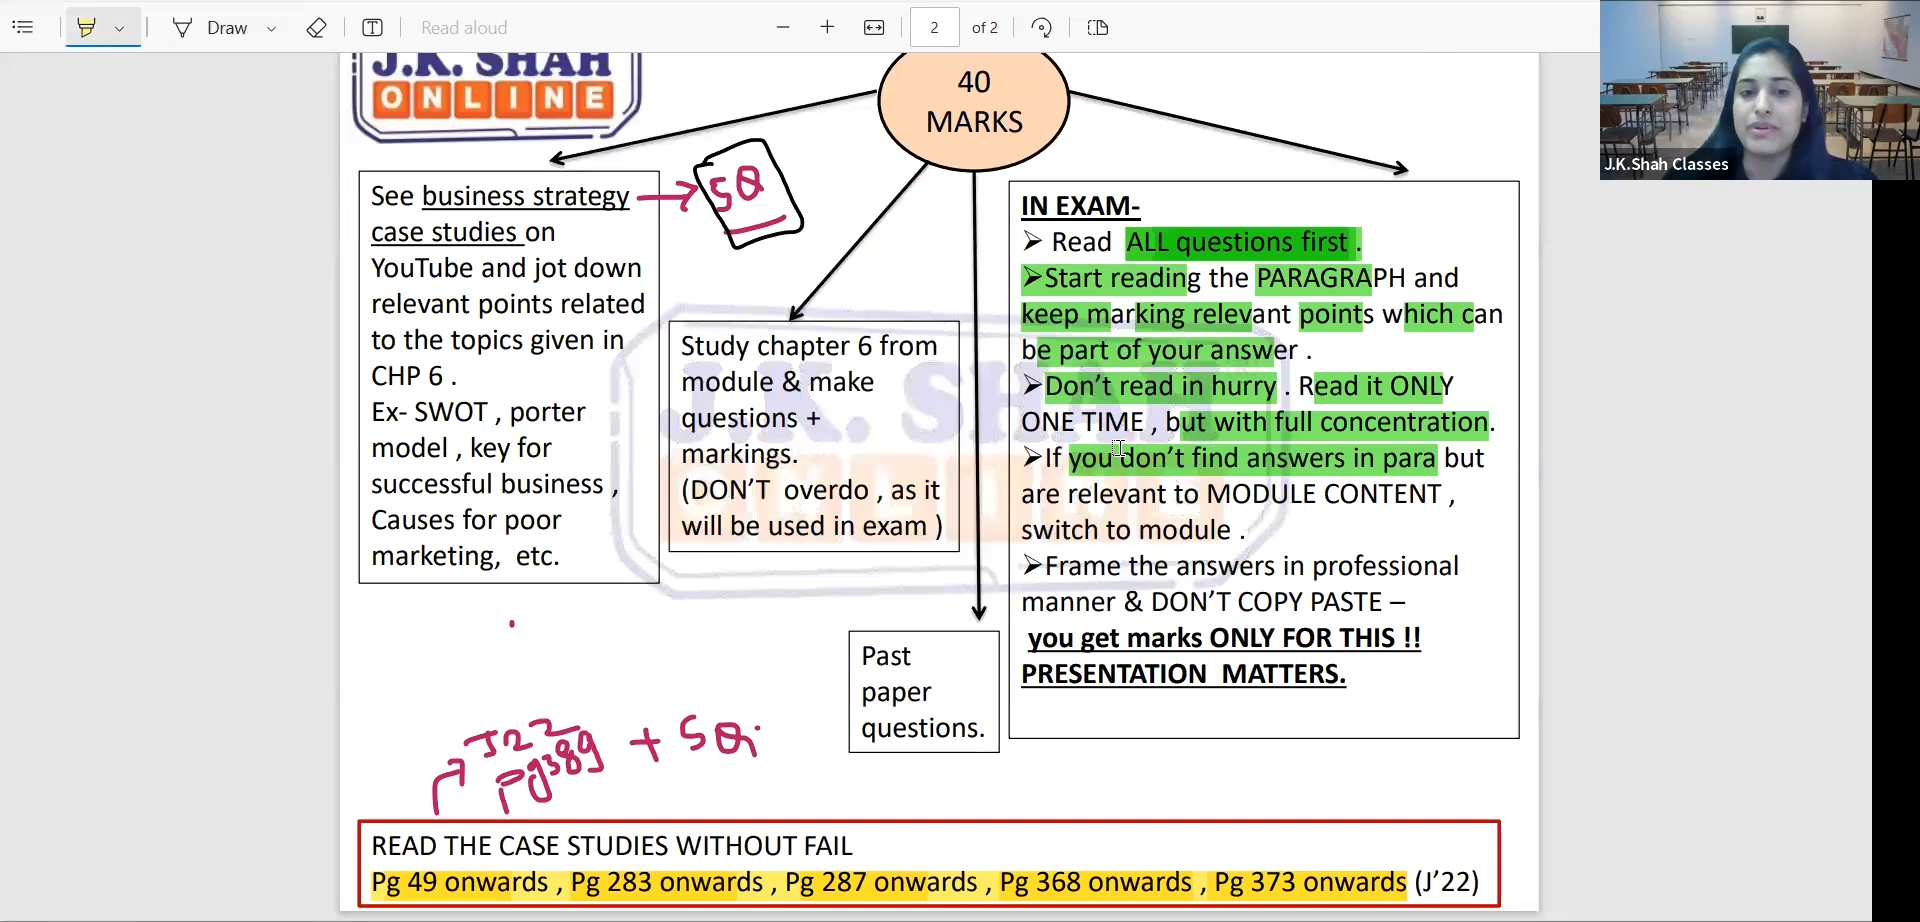 Draw
Read aloud
2
of 2
J.K. SHAH
ONLINE
J.K.Shah Classes
40
MARKS
See business strategy
case studies on
YouTube and jot down
relevant points related
to the topics given in
CHP 6 .
Ex- SWOT , porter
model , key for
successful business ,
Causes for poor
marketing, etc.
5Q
Study chapter 6 from
module & make
questions +
markings.
(DON’T overdo , as it
will be used in exam )
Past
paper
questions.
IN EXAM-
➢ Read ALL questions first .
➢Start reading the PARAGRAPH and
keep marking relevant points which can
be part of your answer .
➢Don’t read in hurry . Read it ONLY
ONE TIME , but with full concentration.
➢If you don’t find answers in para but
are relevant to MODULE CONTENT ,
switch to module .
➢Frame the answers in professional
manner & DON’T COPY PASTE –
you get marks ONLY FOR THIS !!
PRESENTATION MATTERS.
J.K. SHAH
ONLINE
J22
Pg389 + 5Q
READ THE CASE STUDIES WITHOUT FAIL
Pg 49 onwards , Pg 283 onwards , Pg 287 onwards , Pg 368 onwards , Pg 373 onwards (J’22)